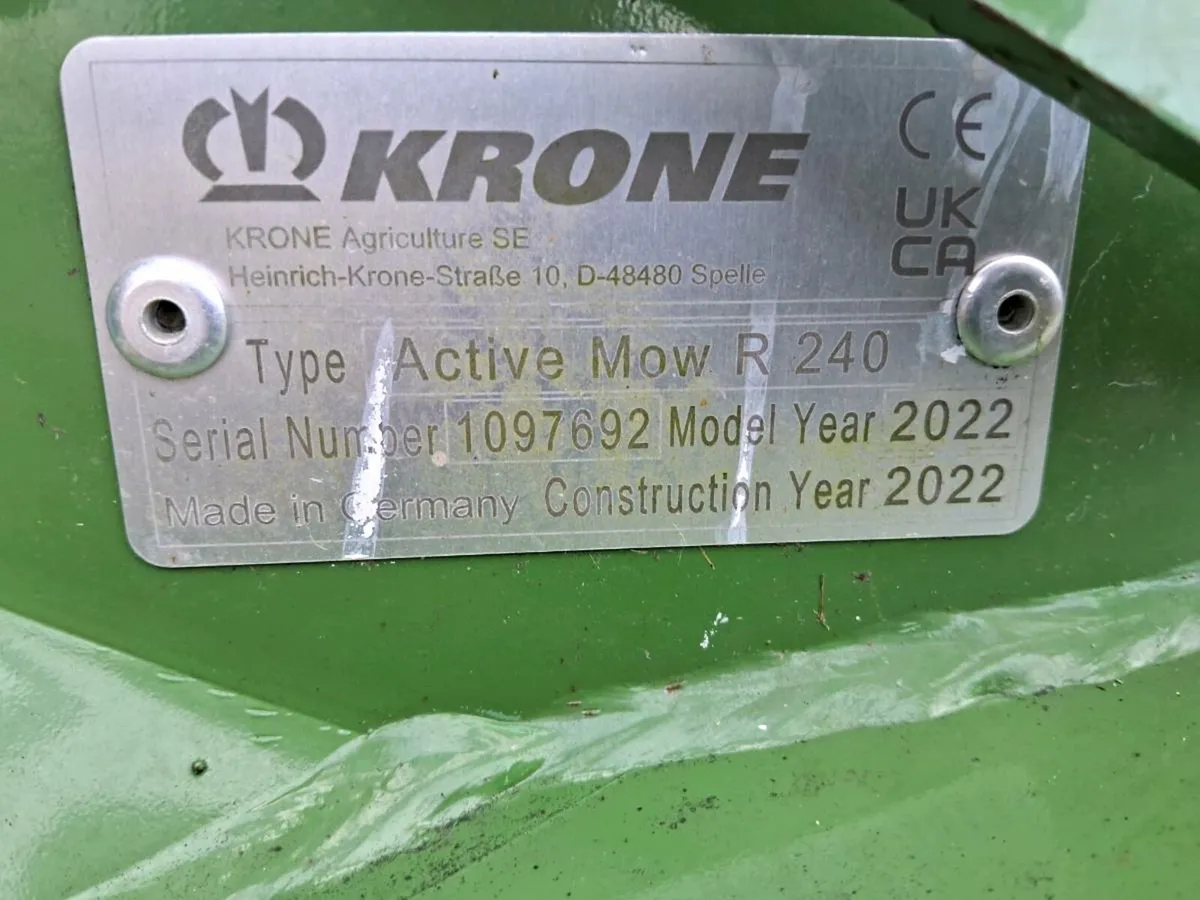 KRONE
CE
UK
CA
KRONE Agriculture SE
Heinrich-Krone-Straße 10, D-48480 Spelle
Type Active Mow R 240
Serial Number 1097692 Model Year 2022
Made in Germany Construction Year 2022